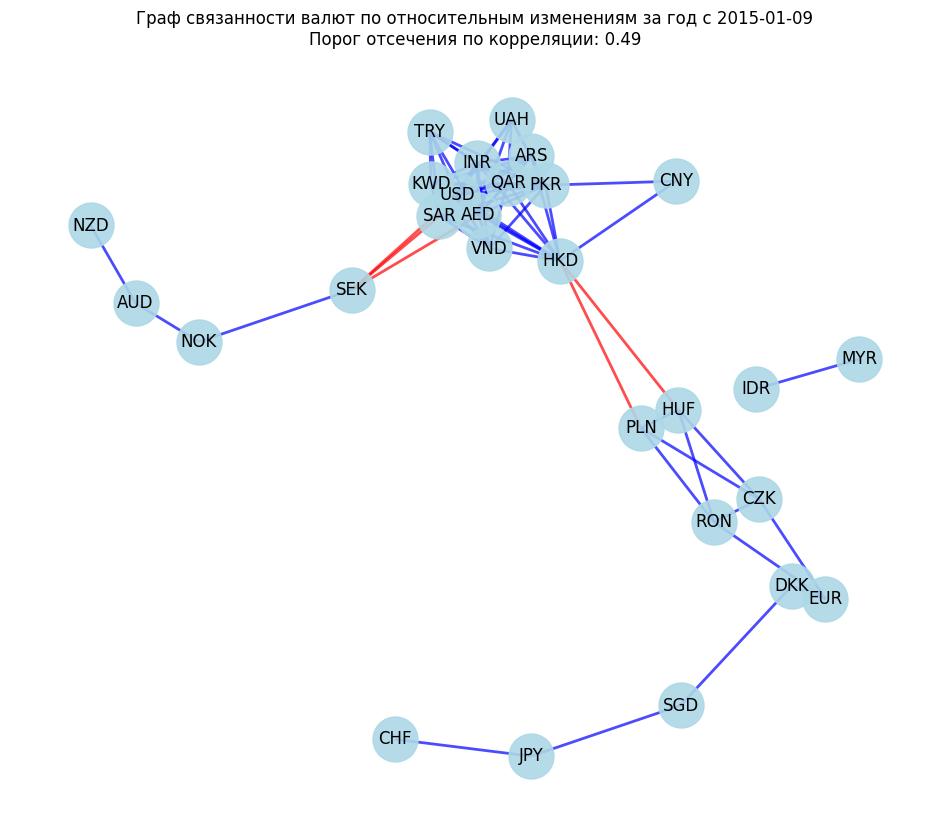 Граф связанности валют по относительным изменениям за год с 2015-01-09
Порог отсечения по корреляции: 0.49
UAH
TRY
ARS
INR
CNY
QAR
KWD
PKR
USD
AED
SAR
NZD
VND
HKD
SEK
AUD
NOK
MYR
IDR
HUF
PLN
CZK
RON
DKK
EUR
SGD
CHF
JPY